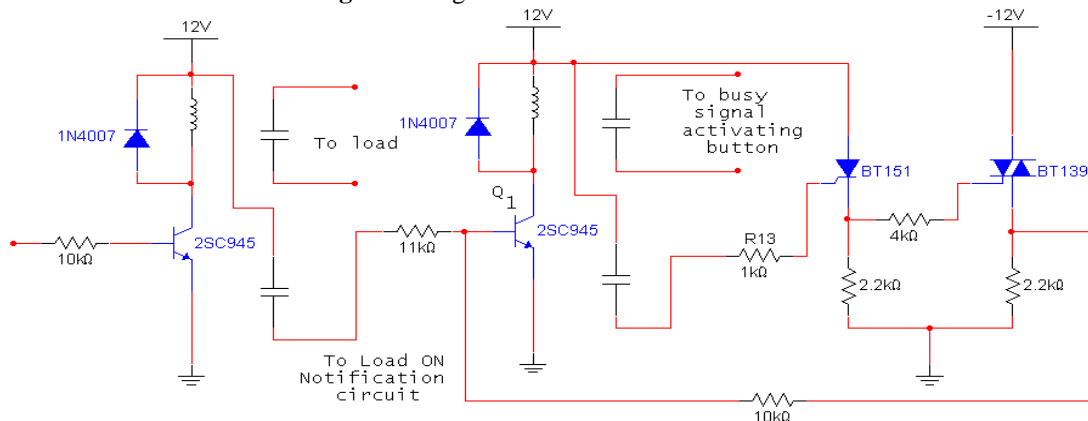 12V
12V
-12V
1N4007
To load
1N4007
To busy
signal
activating
button
BT151
BT139
Q1
10kΩ
2SC945
11kΩ
2SC945
R13
1kΩ
4kΩ
2.2kΩ
2.2kΩ
To Load ON
Notification
circuit
10kΩ